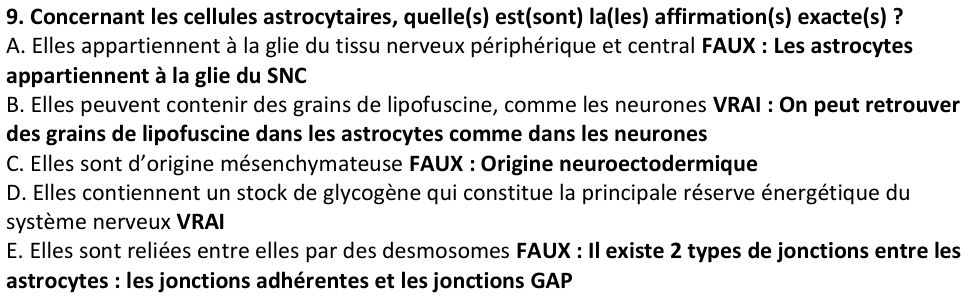 9. Concernant les cellules astrocytaires, quelle(s) est(sont) la(les) affirmation(s) exacte(s) ?
A. Elles appartiennent à la glie du tissu nerveux périphérique et central FAUX : Les astrocytes
appartiennent à la glie du SNC
B. Elles peuvent contenir des grains de lipofuscine, comme les neurones VRAI : On peut retrouver
des grains de lipofuscine dans les astrocytes comme dans les neurones
C. Elles sont d’origine mésenchymateuse FAUX : Origine neuroectodermique
D. Elles contiennent un stock de glycogène qui constitue la principale réserve énergétique du
système nerveux VRAI
E. Elles sont reliées entre elles par des desmosomes FAUX : Il existe 2 types de jonctions entre les
astrocytes : les jonctions adhérentes et les jonctions GAP